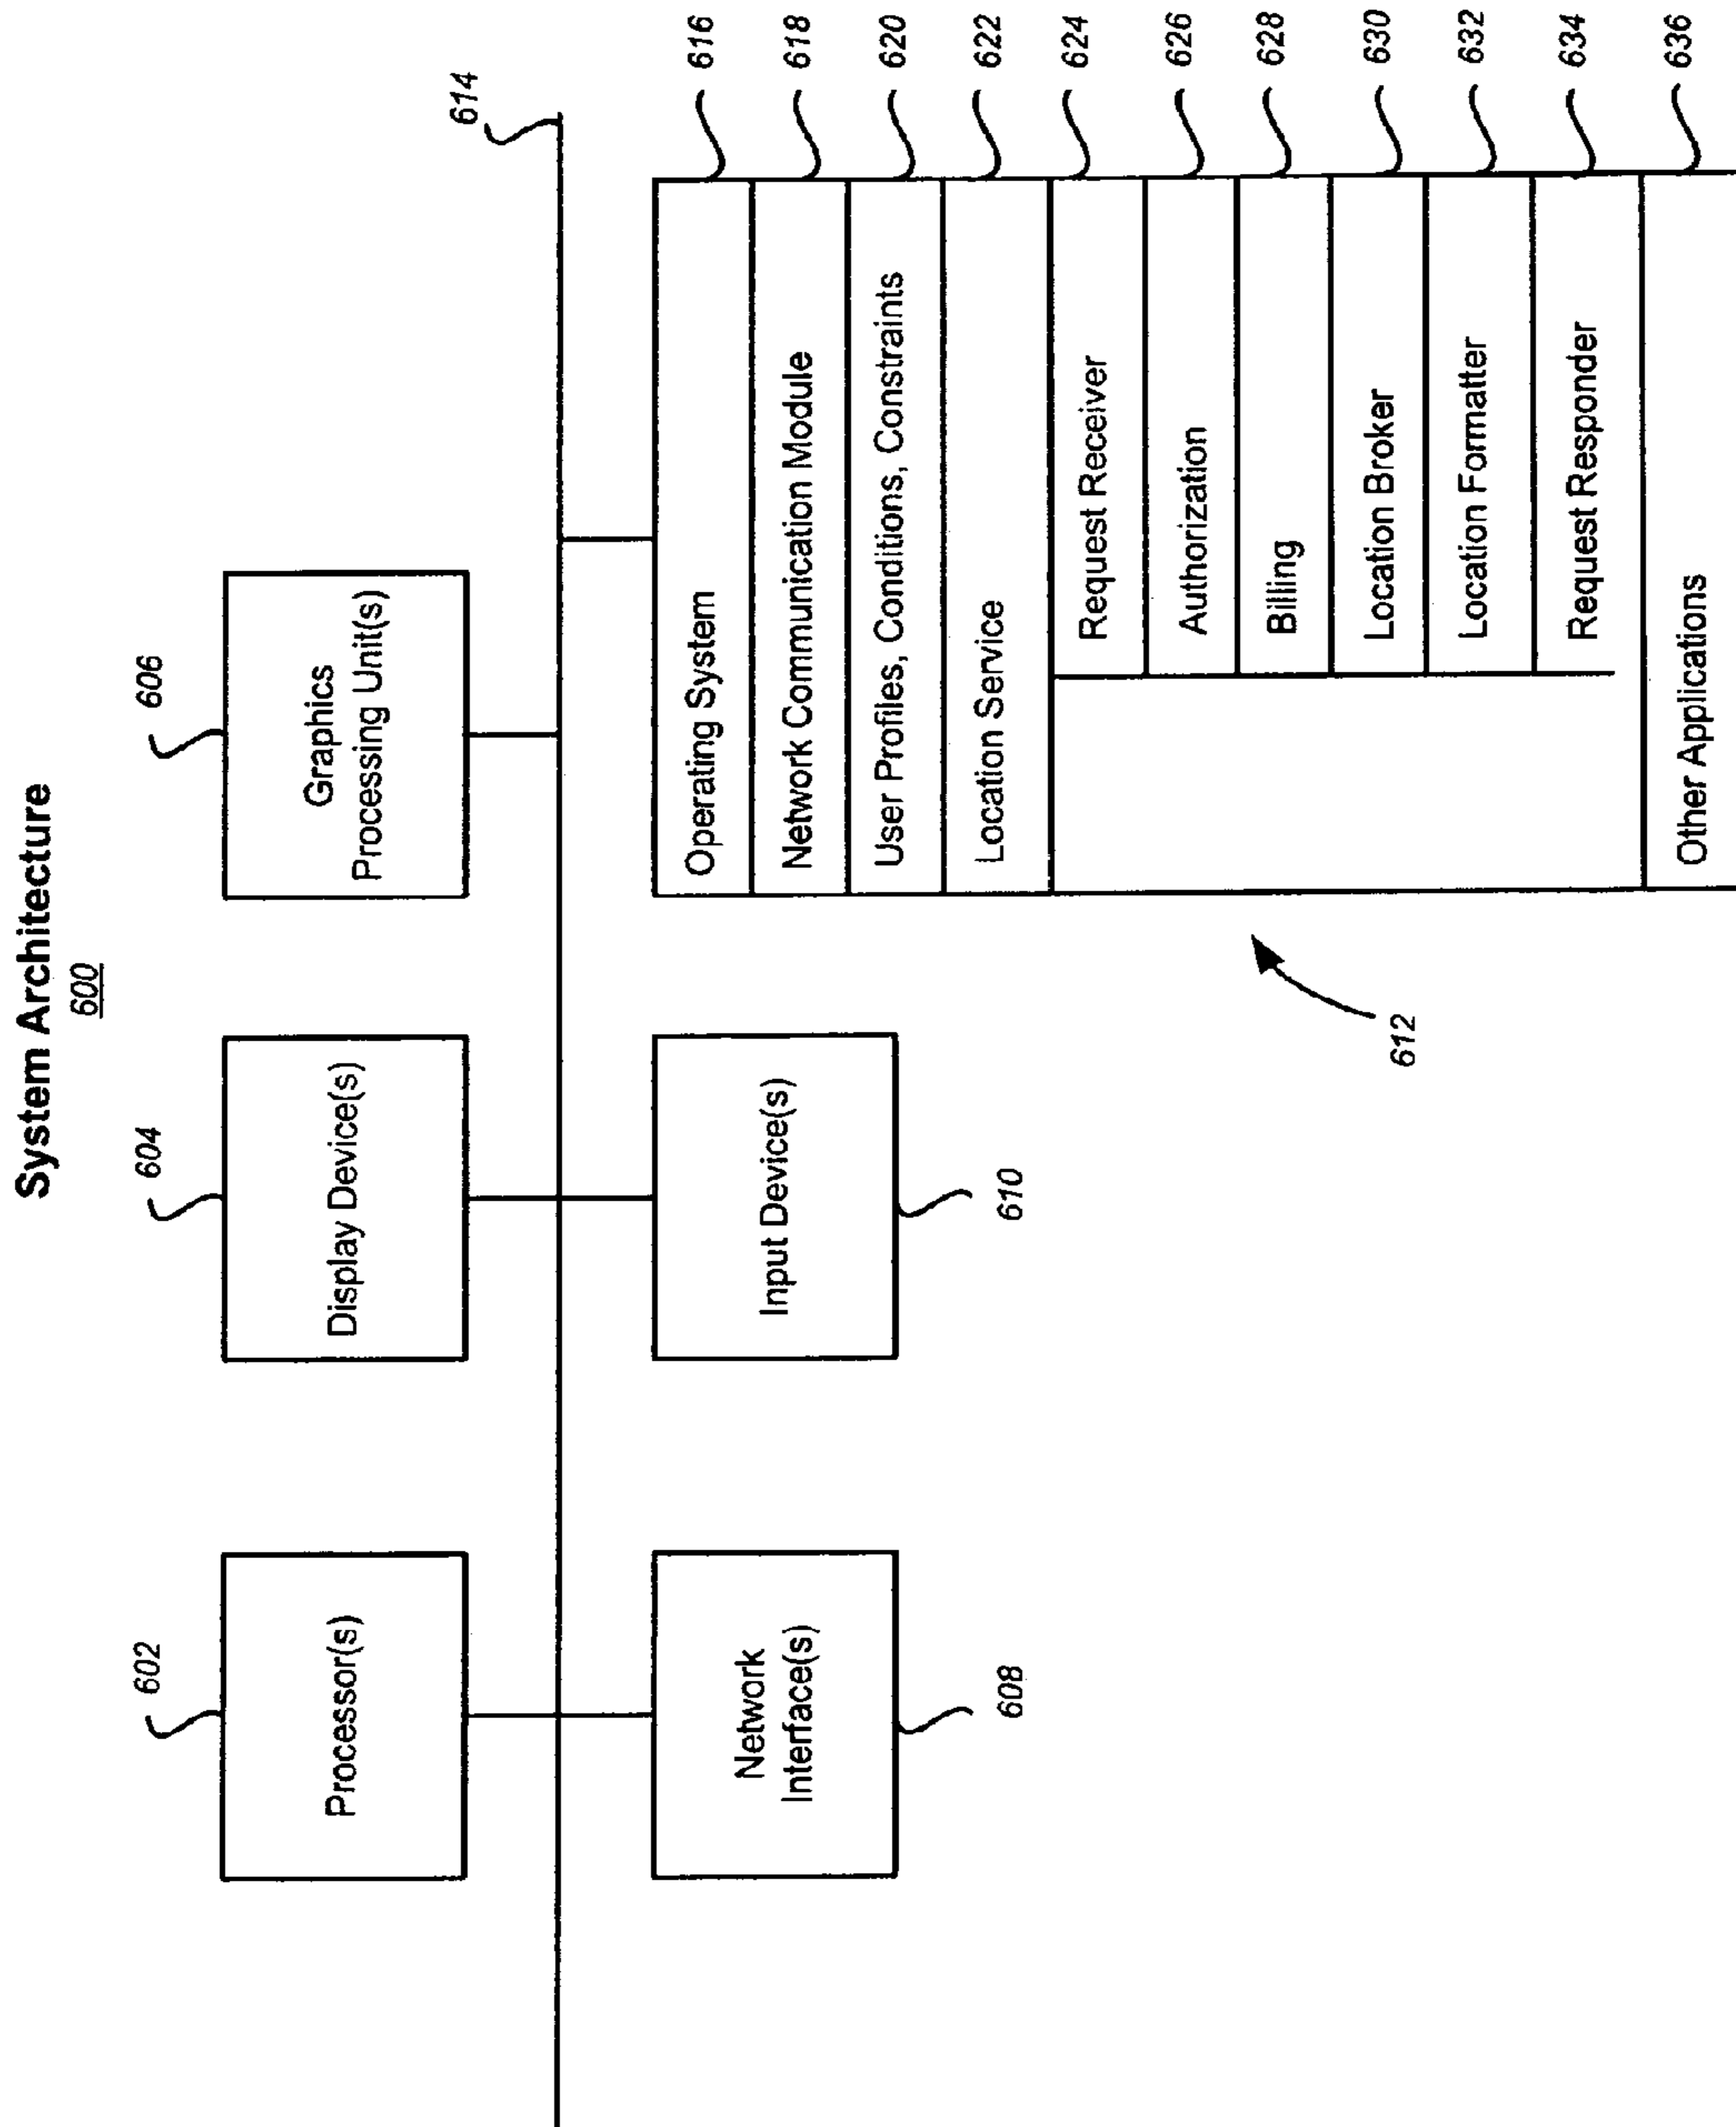 System Architecture
600
602
Processor(s)
604
Display Device(s)
606
Graphics
Processing Unit(s)
614
Network
Interface(s)
608
Input Device(s)
610
612
Operating System
616
Network Communication Module
618
User Profiles, Conditions, Constraints
620
Location Service
622
Request Receiver
624
Authorization
626
Billing
628
Location Broker
630
Location Formatter
632
Request Responder
634
Other Applications
636